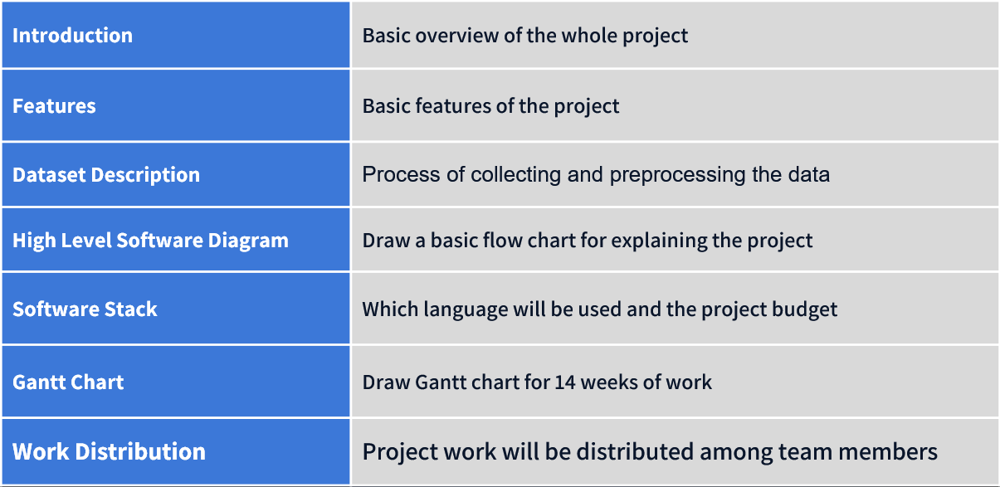 Introduction
Basic overview of the whole project
Features
Basic features of the project
Dataset Description
Process of collecting and preprocessing the data
High Level Software Diagram
Draw a basic flow chart for explaining the project
Software Stack
Which language will be used and the project budget
Gantt Chart
Draw Gantt chart for 14 weeks of work
Work Distribution
Project work will be distributed among team members